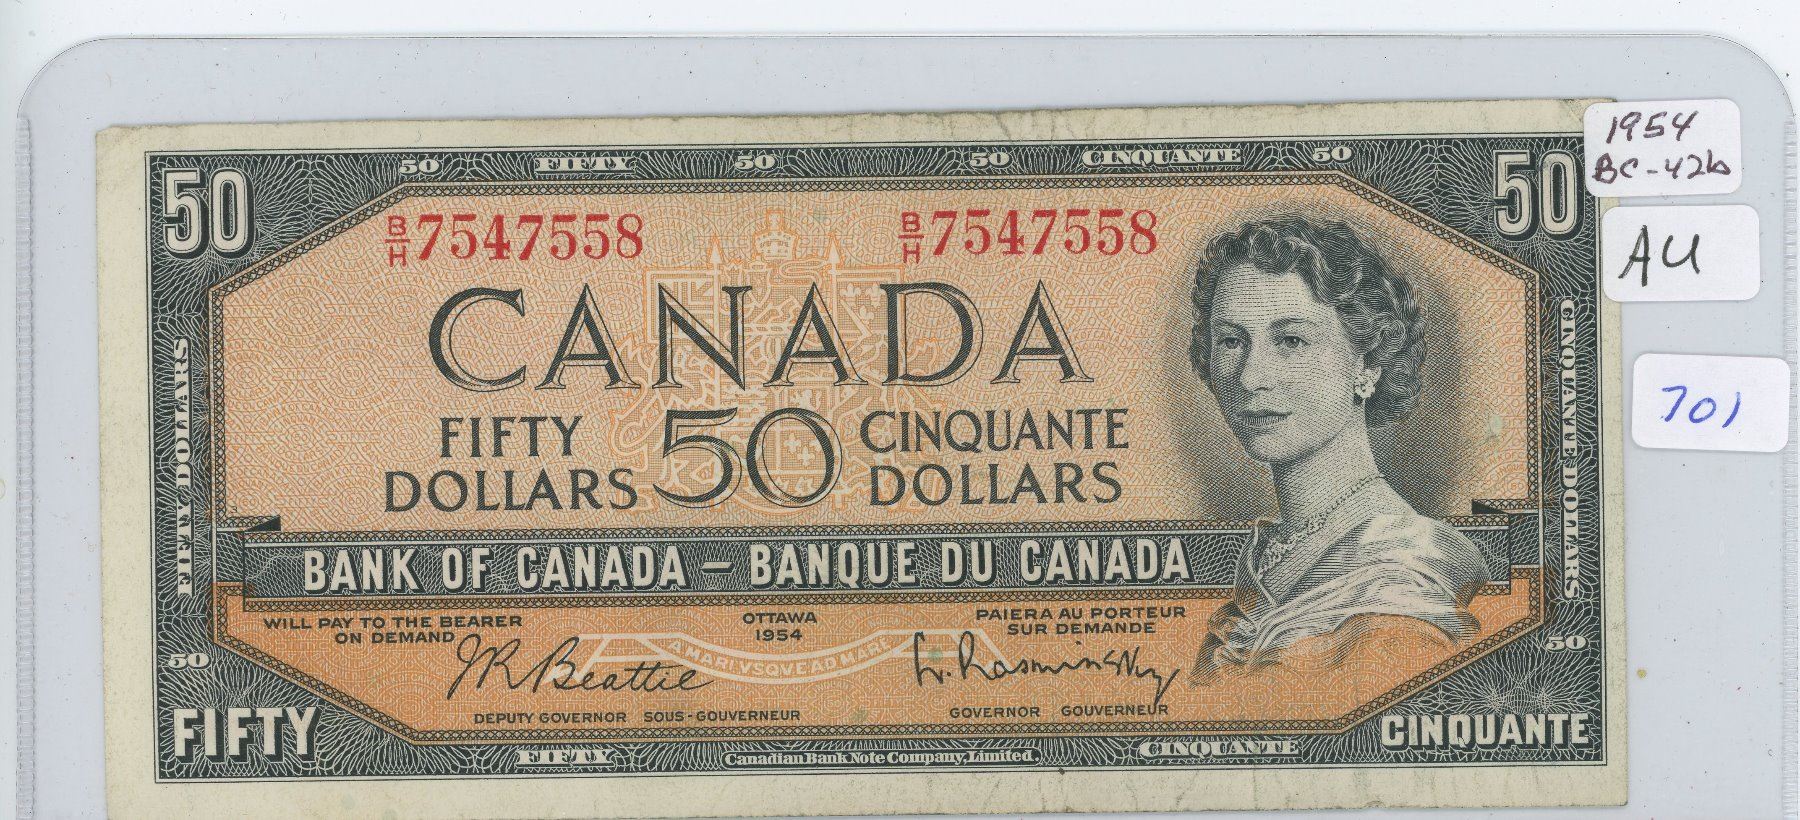 50 FIFTY 50 50 CINQUANTE 50
50 50
1954
BC-42b
AU
701
B/H 7547558 B/H 7547558
CANADA
FIFTY DOLLARS 50 CINQUANTE DOLLARS
FIFTY DOLLARS
CINQUANTE DOLLARS
BANK OF CANADA – BANQUE DU CANADA
WILL PAY TO THE BEARER
ON DEMAND
OTTAWA
1954
PAIERA AU PORTEUR
SUR DEMANDE
A MARI VSQVE AD MARE
J R Beattie
L. Rasminsky
DEPUTY GOVERNOR SOUS-GOUVERNEUR
GOVERNOR GOUVERNEUR
50 50
FIFTY CINQUANTE
FIFTY Canadian Bank Note Company, Limited. CINQUANTE